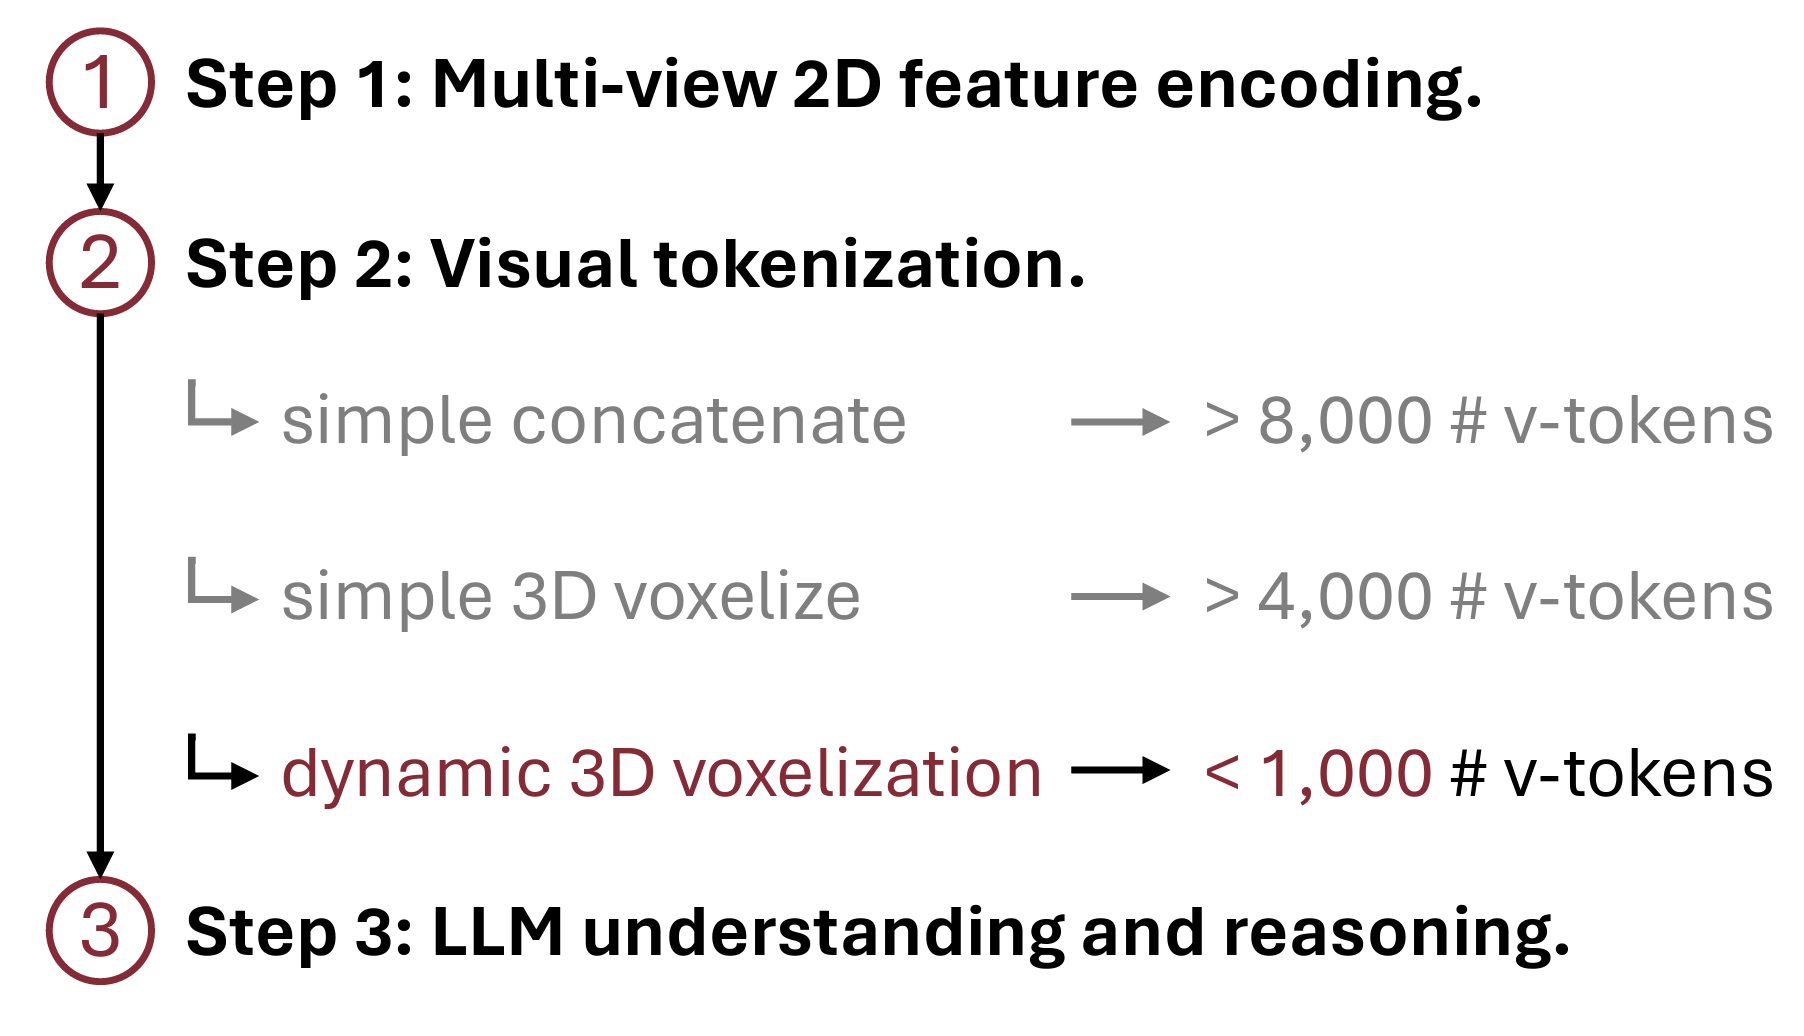 1 Step 1: Multi-view 2D feature encoding.
2 Step 2: Visual tokenization.
simple concatenate > 8,000 # v-tokens
simple 3D voxelize > 4,000 # v-tokens
dynamic 3D voxelization < 1,000 # v-tokens
3 Step 3: LLM understanding and reasoning.